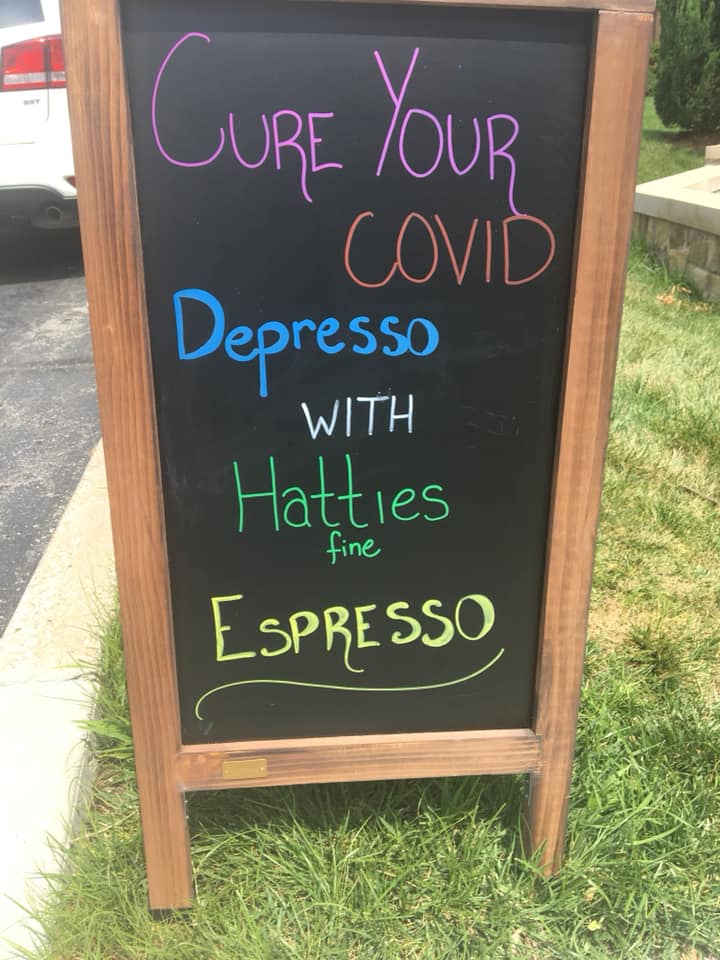 CURE YOUR
COVID
Depresso
WITH
Hatties
fine
ESPRESSO